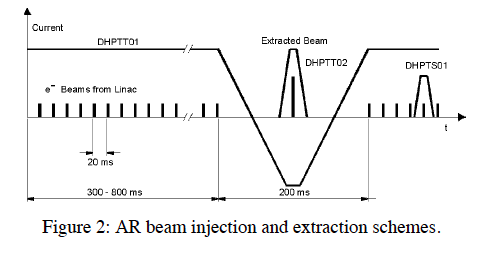 Current
DHPTT01
Extracted Beam
DHPTT02
DHPTS01
e⁻ Beams from Linac
t
20 ms
300 - 800 ms
200 ms
Figure 2: AR beam injection and extraction schemes.